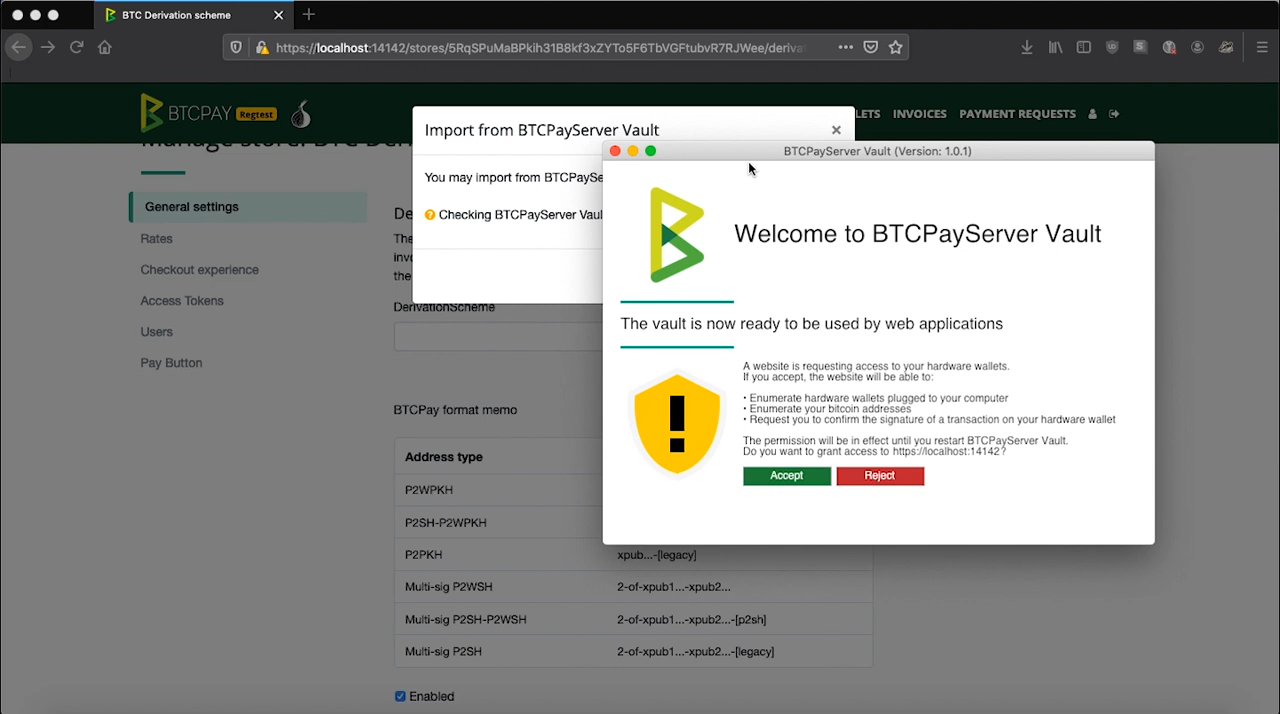 BTC Derivation scheme
https://localhost:14142/stores/5RqSPuMaBPkih31B8kf3xZYTo5F6TbVGFtubvR7RJWee/deriva
BTCPAY Regtest
LETS INVOICES PAYMENT REQUESTS
Import from BTCPayServer Vault
You may import from BTCPaySe
Checking BTCPayServer Vaul
Manage store: BTC Der
General settings
Rates
Checkout experience
Access Tokens
Users
Pay Button
De
The
invo
the
DerivationScheme
BTCPay format memo
Address type
P2WPKH
P2SH-P2WPKH
P2PKH xpub...-[legacy]
Multi-sig P2WSH 2-of-xpub1...-xpub2...
Multi-sig P2SH-P2WSH 2-of-xpub1...-xpub2...-[p2sh]
Multi-sig P2SH 2-of-xpub1...-xpub2...-[legacy]
Enabled
BTCPayServer Vault (Version: 1.0.1)
Welcome to BTCPayServer Vault
The vault is now ready to be used by web applications
A website is requesting access to your hardware wallets.
If you accept, the website will be able to:
• Enumerate hardware wallets plugged to your computer
• Enumerate your bitcoin addresses
• Request you to confirm the signature of a transaction on your hardware wallet
The permission will be in effect until you restart BTCPayServer Vault.
Do you want to grant access to https://localhost:14142?
Accept Reject